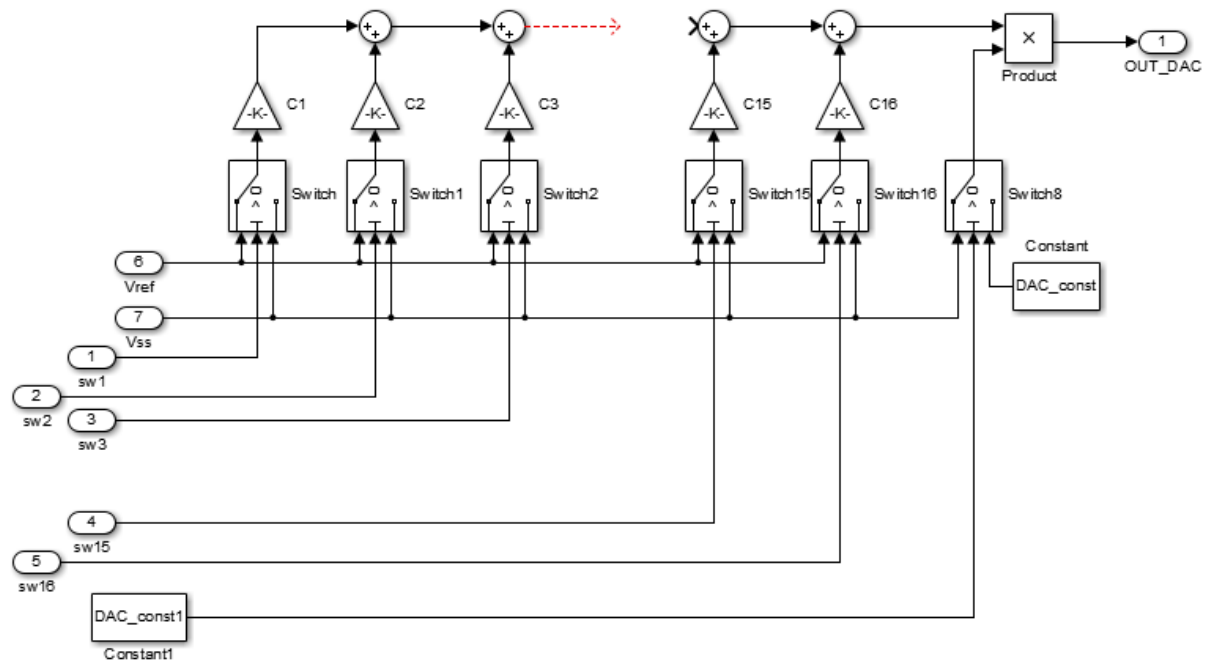 +
+
+
+
+
+
+
+
×
1
Product
OUT_DAC
-K-
C1
-K-
C2
-K-
C3
-K-
C15
-K-
C16
Switch
Switch1
Switch2
Switch15
Switch16
Switch8
Constant
DAC_const
6
Vref
7
Vss
1
sw1
2
sw2
3
sw3
4
sw15
5
sw16
DAC_const1
Constant1